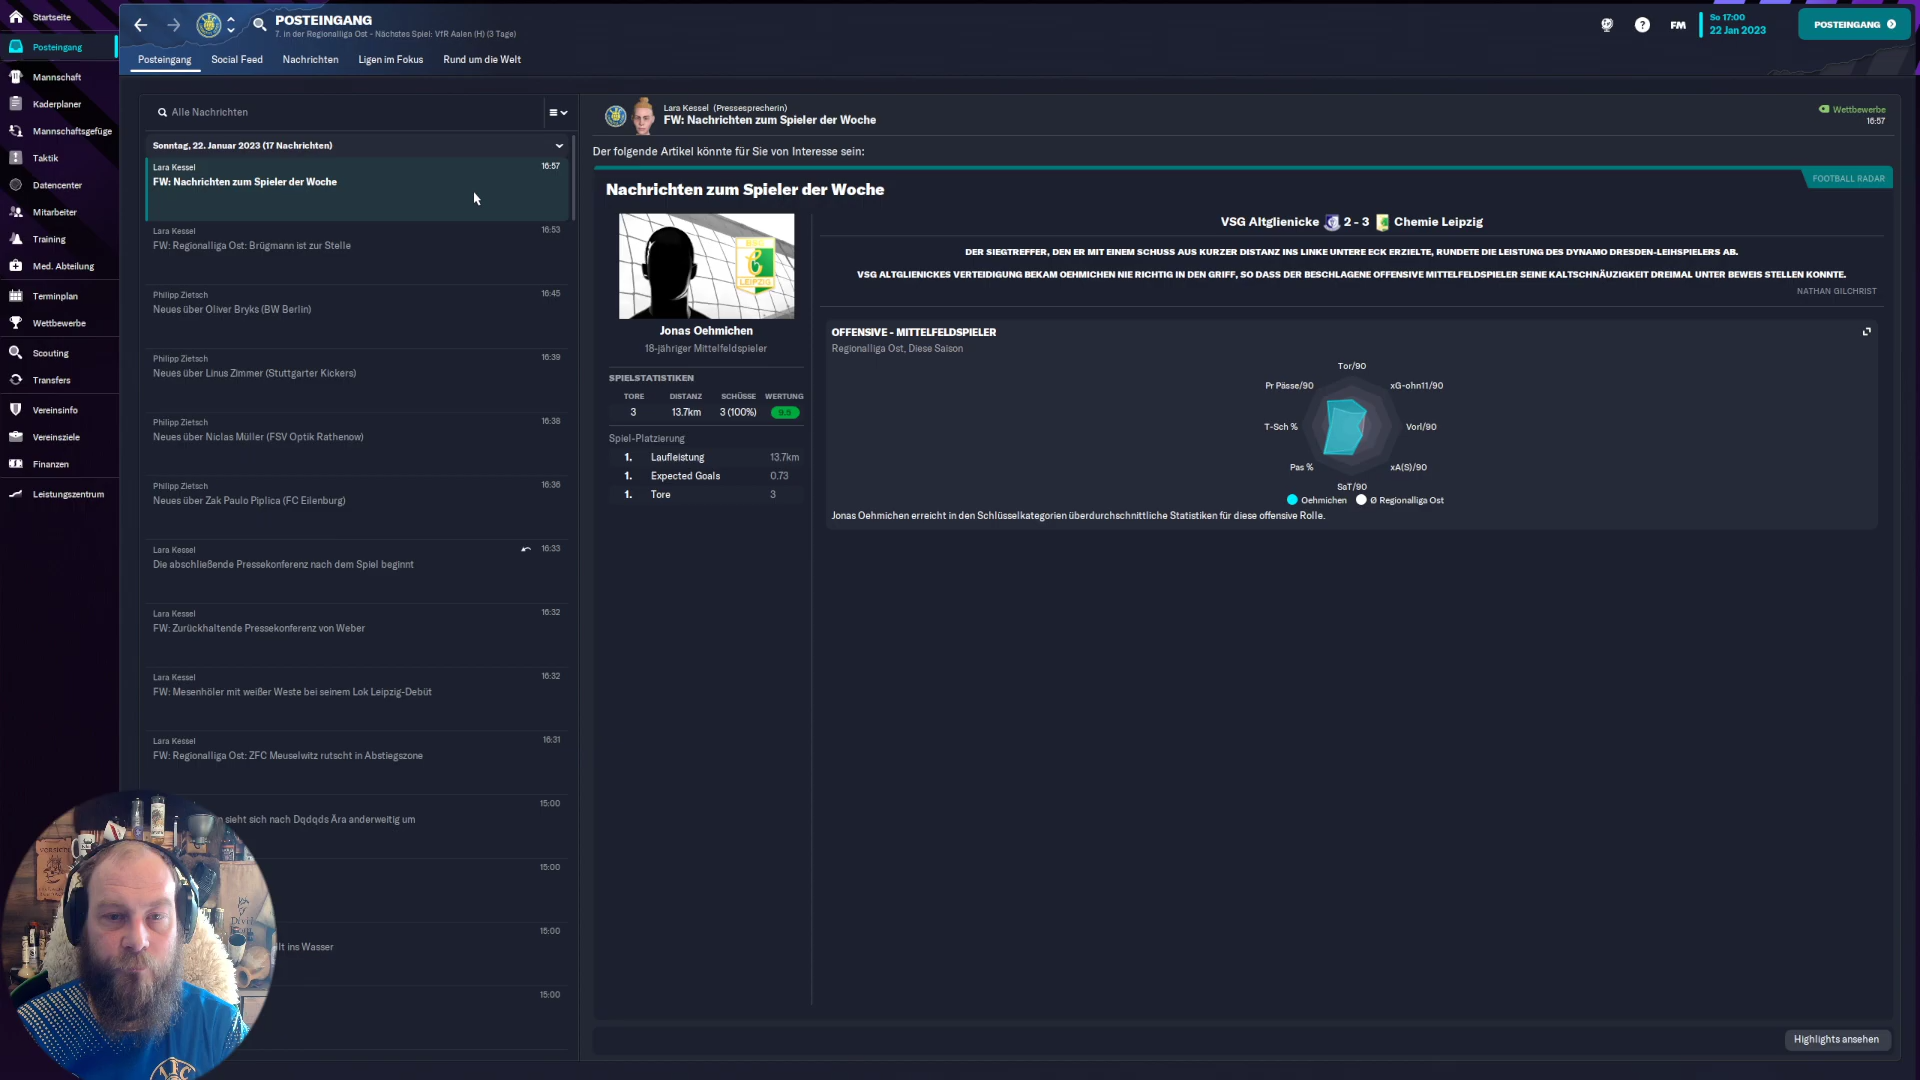 Startseite
Posteingang
Mannschaft
Kaderplaner
Mannschaftsgefüge
Taktik
Datencenter
Mitarbeiter
Training
Med. Abteilung
Terminplan
Wettbewerbe
Scouting
Transfers
Vereinsinfo
Vereinsziele
Finanzen
Leistungszentrum
POSTEINGANG
7. in der Regionalliga Ost - Nächstes Spiel: VfR Aalen (H) (3 Tage)
FM
So 17:00
22 Jan 2023
POSTEINGANG
Posteingang
Social Feed
Nachrichten
Ligen im Fokus
Rund um die Welt
Alle Nachrichten
Sonntag, 22. Januar 2023 (17 Nachrichten)
Lara Kessel 16:57
FW: Nachrichten zum Spieler der Woche
Lara Kessel 16:53
FW: Regionalliga Ost: Brügmann ist zur Stelle
Philipp Zietsch 16:45
Neues über Oliver Bryks (BW Berlin)
Philipp Zietsch 16:39
Neues über Linus Zimmer (Stuttgarter Kickers)
Philipp Zietsch 16:38
Neues über Niclas Müller (FSV Optik Rathenow)
Philipp Zietsch 16:36
Neues über Zak Paulo Piplica (FC Eilenburg)
Lara Kessel 16:33
Die abschließende Pressekonferenz nach dem Spiel beginnt
Lara Kessel 16:32
FW: Zurückhaltende Pressekonferenz von Weber
Lara Kessel 16:32
FW: Mesenhöler mit weißer Weste bei seinem Lok Leipzig-Debüt
Lara Kessel 16:31
FW: Regionalliga Ost: ZFC Meuselwitz rutscht in Abstiegszone
15:00
sieht sich nach Dqdqds Ära anderweitig um
15:00
15:00
lt ins Wasser
15:00
Lara Kessel (Pressesprecherin)
FW: Nachrichten zum Spieler der Woche
Wettbewerbe
16:57
Der folgende Artikel könnte für Sie von Interesse sein:
FOOTBALL RADAR
Nachrichten zum Spieler der Woche
LEIPZIG
Jonas Oehmichen
18-jähriger Mittelfeldspieler
SPIELSTATISTIKEN
TORE DISTANZ SCHÜSSE WERTUNG
3 13.7km 3 (100%) 9.5
Spiel-Platzierung
1. Laufleistung 13.7km
1. Expected Goals 0.73
1. Tore 3
VSG Altglienicke 2 - 3 Chemie Leipzig
DER SIEGTREFFER, DEN ER MIT EINEM SCHUSS AUS KURZER DISTANZ INS LINKE UNTERE ECK ERZIELTE, RUNDETE DIE LEISTUNG DES DYNAMO DRESDEN-LEIHSPIELERS AB.
VSG ALTGLIENICKES VERTEIDIGUNG BEKAM OEHMICHEN NIE RICHTIG IN DEN GRIFF, SO DASS DER BESCHLAGENE OFFENSIVE MITTELFELDSPIELER SEINE KALTSCHNÄUZIGKEIT DREIMAL UNTER BEWEIS STELLEN KONNTE.
NATHAN GILCHRIST
OFFENSIVE - MITTELFELDSPIELER
Regionalliga Ost, Diese Saison
Tor/90
Pr Pässe/90 xG-ohn11/90
T-Sch % Vorl/90
Pas % xA(S)/90
SaT/90
Oehmichen Ø Regionalliga Ost
Jonas Oehmichen erreicht in den Schlüsselkategorien überdurchschnittliche Statistiken für diese offensive Rolle.
Highlights ansehen